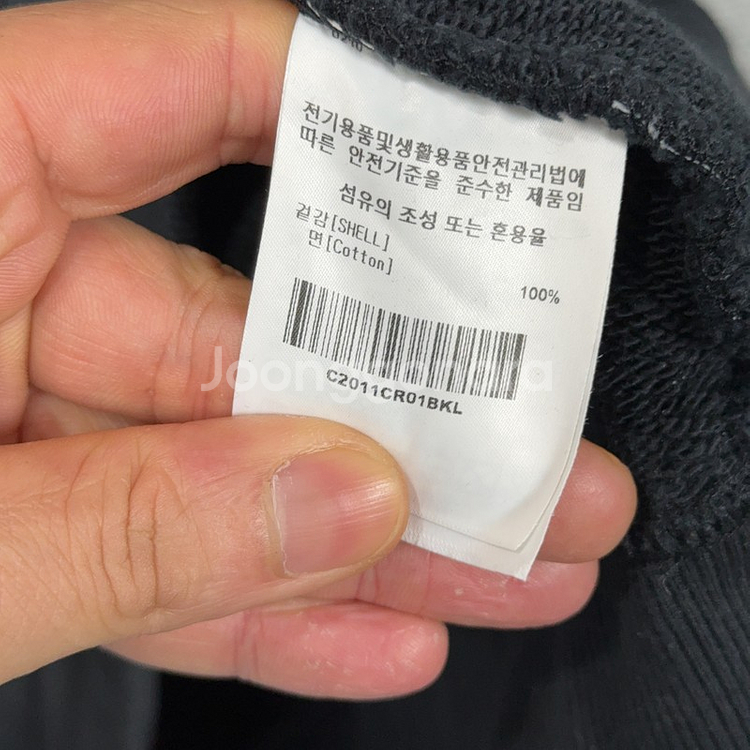 전기용품및생활용품안전관리법에
따른 안전기준을 준수한 제품임
섬유의 조성 또는 혼용율
겉감[SHELL]
면[Cotton]
100%
Joonggonara
C2011CR01BKL